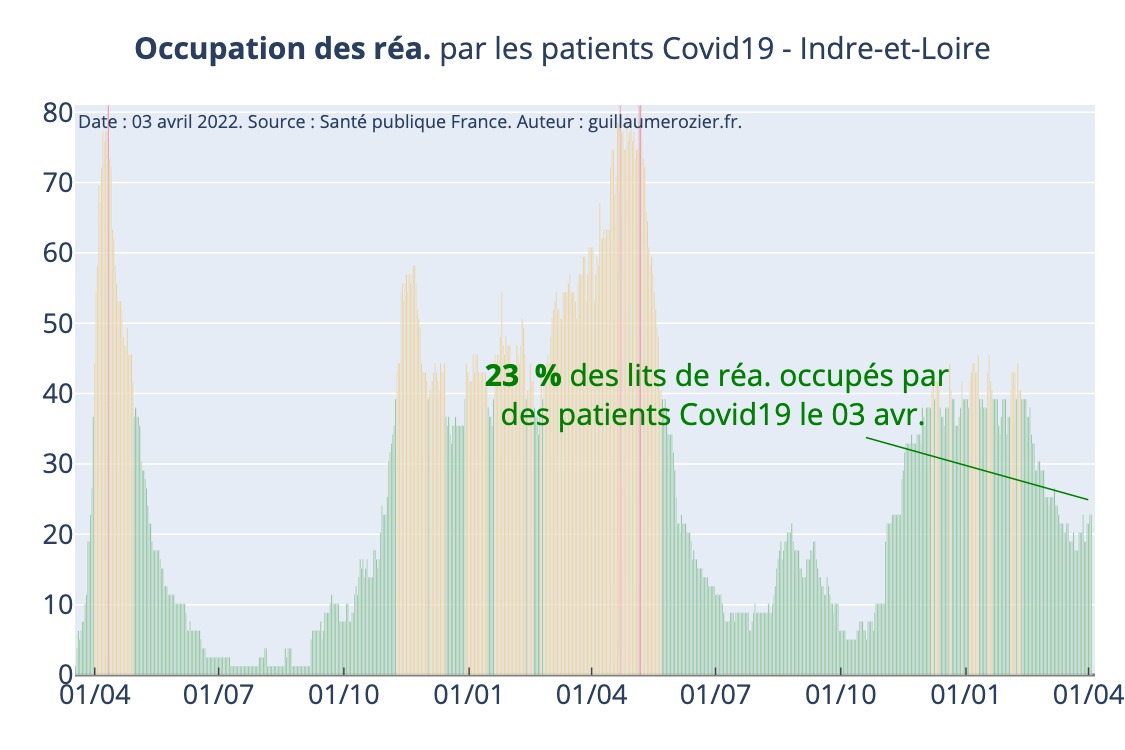 Occupation des réa. par les patients Covid19 - Indre-et-Loire
80
Date : 03 avril 2022. Source : Santé publique France. Auteur : guillaumerozier.fr.
70
60
50
23 % des lits de réa. occupés par
40
des patients Covid19 le 03 avr.
30
20
10
0
01/04 01/07 01/10 01/01 01/04 01/07 01/10 01/01 01/04